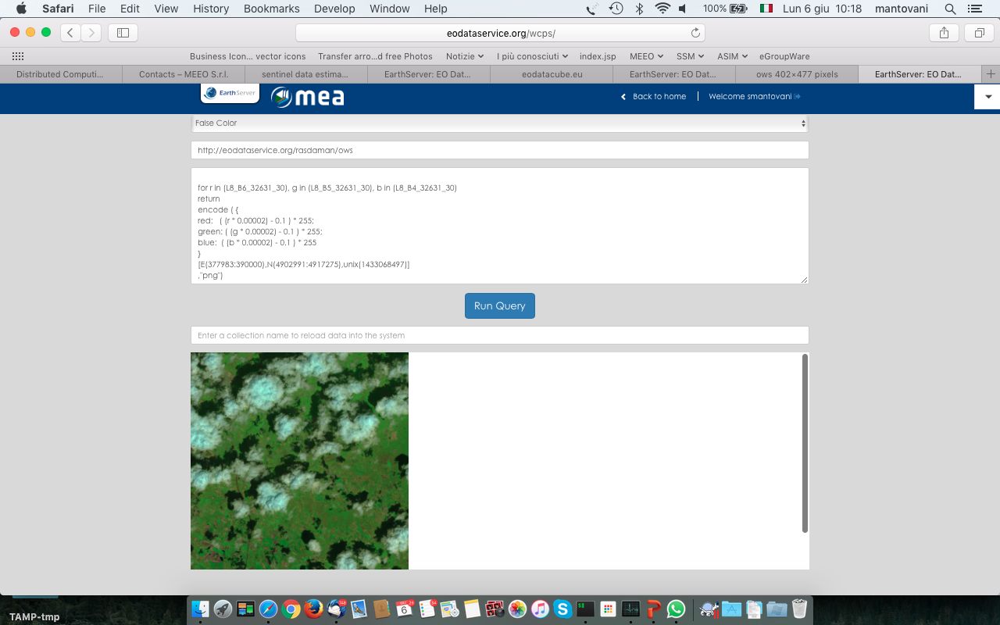 Safari File Edit View History Bookmarks Develop Window Help 100% Lun 6 giu 10:18 mantovani
eodataservice.org/wcps/
Business Icon... vector icons Transfer arro...d free Photos Notizie I più conosciuti index.jsp MEEO SSM ASIM eGroupWare
Distributed Computi... Contacts – MEEO S.r.l. sentinel data estima... EarthServer: EO Dat... eodatacube.eu EarthServer: EO Dat... ows 402×477 pixels EarthServer: EO Dat...
EarthServer mea Back to home Welcome smantovani
False Color
http://eodataservice.org/rasdaman/ows
for r in (L8_B6_32631_30), g in (L8_B5_32631_30), b in (L8_B4_32631_30)
return
encode ( {
red: ( (r * 0.00002) - 0.1 ) * 255;
green: ( (g * 0.00002) - 0.1 ) * 255;
blue: ( (b * 0.00002) - 0.1 ) * 255
}
[E(377983:390000),N(4902991:4917275),unix(1433068497)]
,"png")
Run Query
Enter a collection name to reload data into the system
6
TAMP-tmp